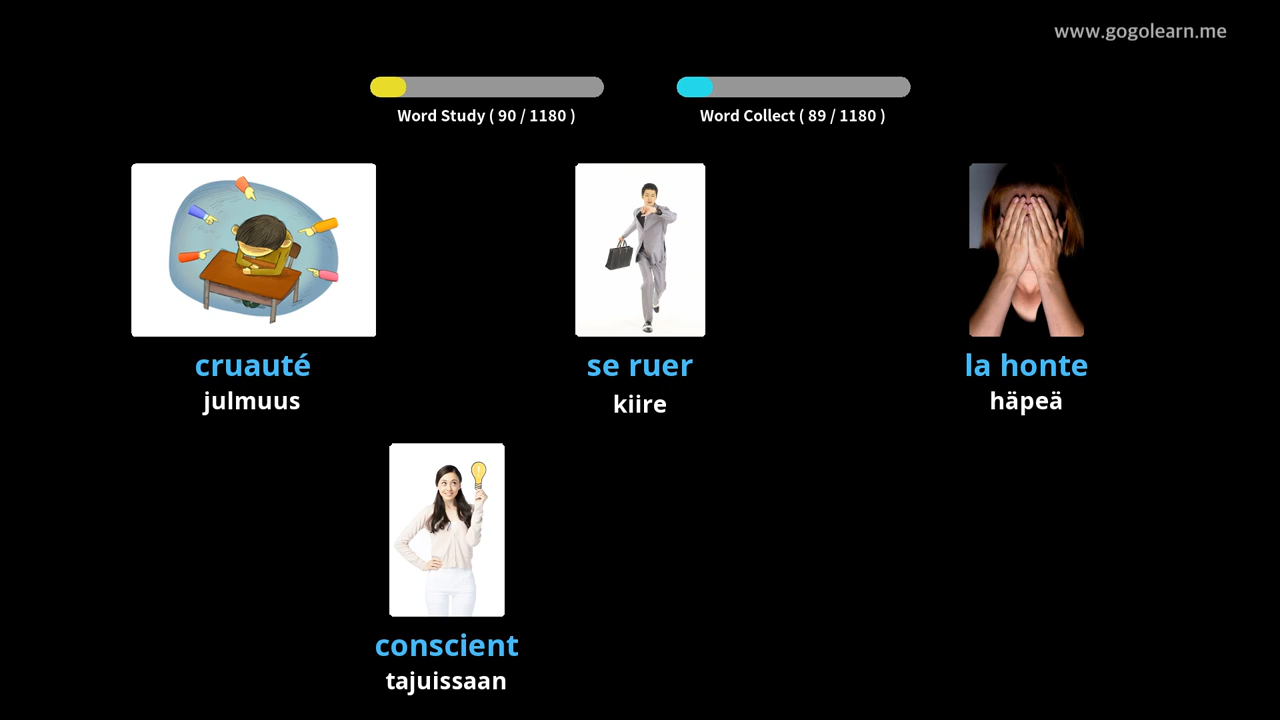 www.gogolearn.me
Word Study ( 90 / 1180 )
Word Collect ( 89 / 1180 )
cruauté
julmuus
se ruer
kiire
la honte
häpeä
conscient
tajuissaan